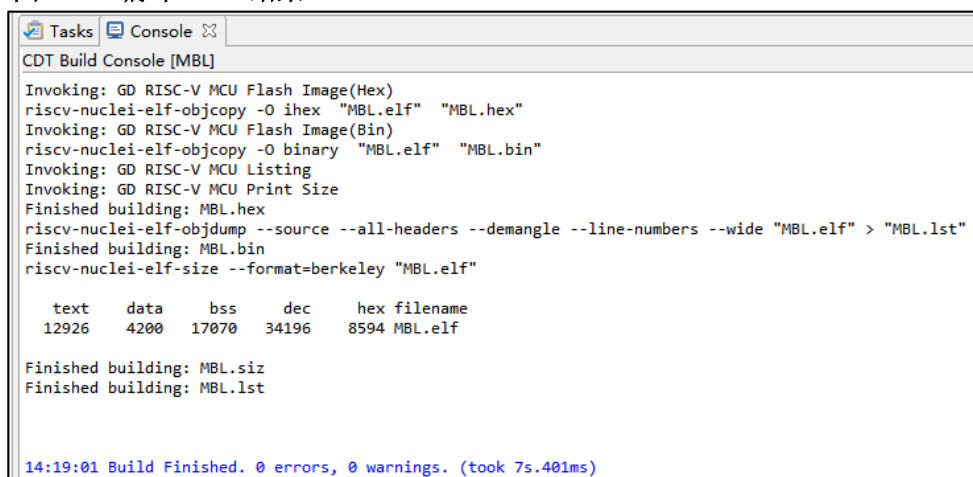 Tasks Console
CDT Build Console [MBL]
Invoking: GD RISC-V MCU Flash Image(Hex)
riscv-nuclei-elf-objcopy -O ihex  "MBL.elf"  "MBL.hex"
Invoking: GD RISC-V MCU Flash Image(Bin)
riscv-nuclei-elf-objcopy -O binary  "MBL.elf"  "MBL.bin"
Invoking: GD RISC-V MCU Listing
Invoking: GD RISC-V MCU Print Size
Finished building: MBL.hex
riscv-nuclei-elf-objdump --source --all-headers --demangle --line-numbers --wide "MBL.elf" > "MBL.lst"
Finished building: MBL.bin
riscv-nuclei-elf-size --format=berkeley "MBL.elf"
   text    data     bss     dec     hex filename
  12926    4200   17070   34196    8594 MBL.elf
Finished building: MBL.siz
Finished building: MBL.lst
14:19:01 Build Finished. 0 errors, 0 warnings. (took 7s.401ms)